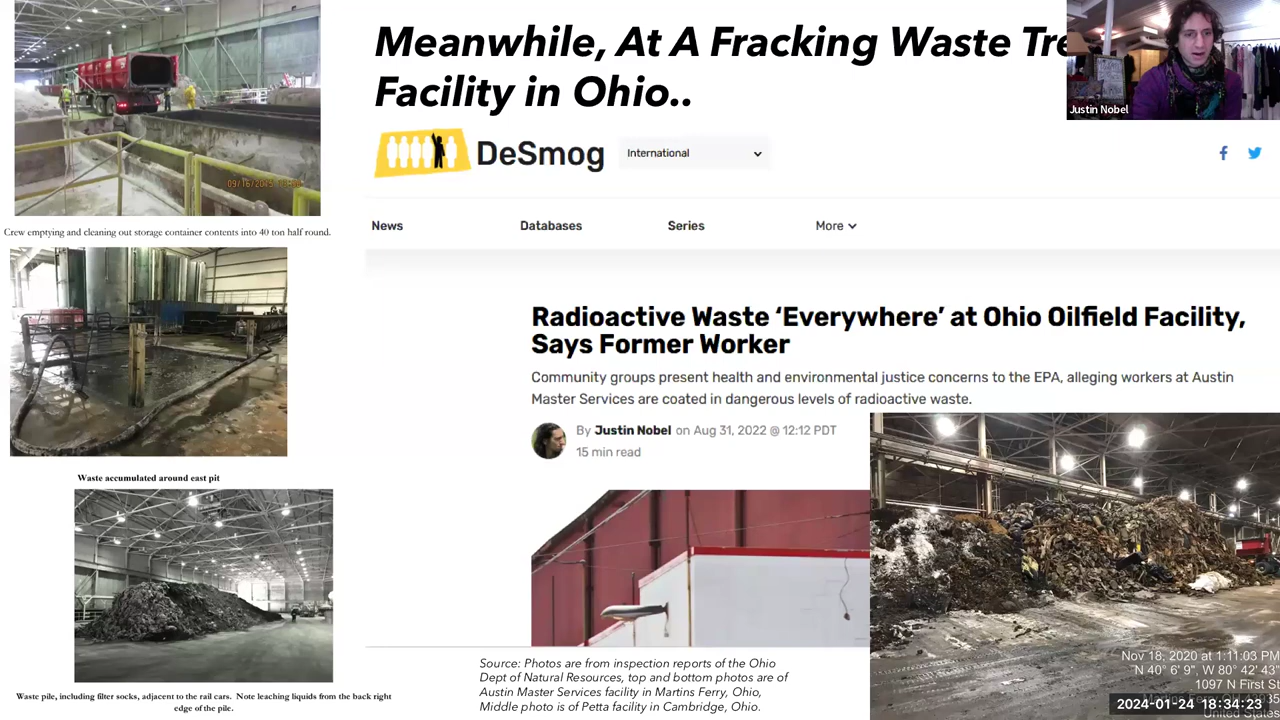 Meanwhile, At A Fracking Waste Tre
Facility in Ohio..
Justin Nobel
DeSmog
International
News
Databases
Series
More
Radioactive Waste ‘Everywhere’ at Ohio Oilfield Facility,
Says Former Worker
Community groups present health and environmental justice concerns to the EPA, alleging workers at Austin
Master Services are coated in dangerous levels of radioactive waste.
By Justin Nobel on Aug 31, 2022 @ 12:12 PDT
15 min read
Crew emptying and cleaning out storage container contents into 40 ton half round.
Waste accumulated around east pit
Waste pile, including filter socks, adjacent to the rail cars. Note leaching liquids from the back right
edge of the pile.
Source: Photos are from inspection reports of the Ohio
Dept of Natural Resources, top and bottom photos are of
Austin Master Services facility in Martins Ferry, Ohio,
Middle photo is of Petta facility in Cambridge, Ohio.
Nov 18, 2020 at 1:11:03 PM
N 40° 6' 9", W 80° 42' 43"
1097 N First St
2024-01-24 18:34:23
United States